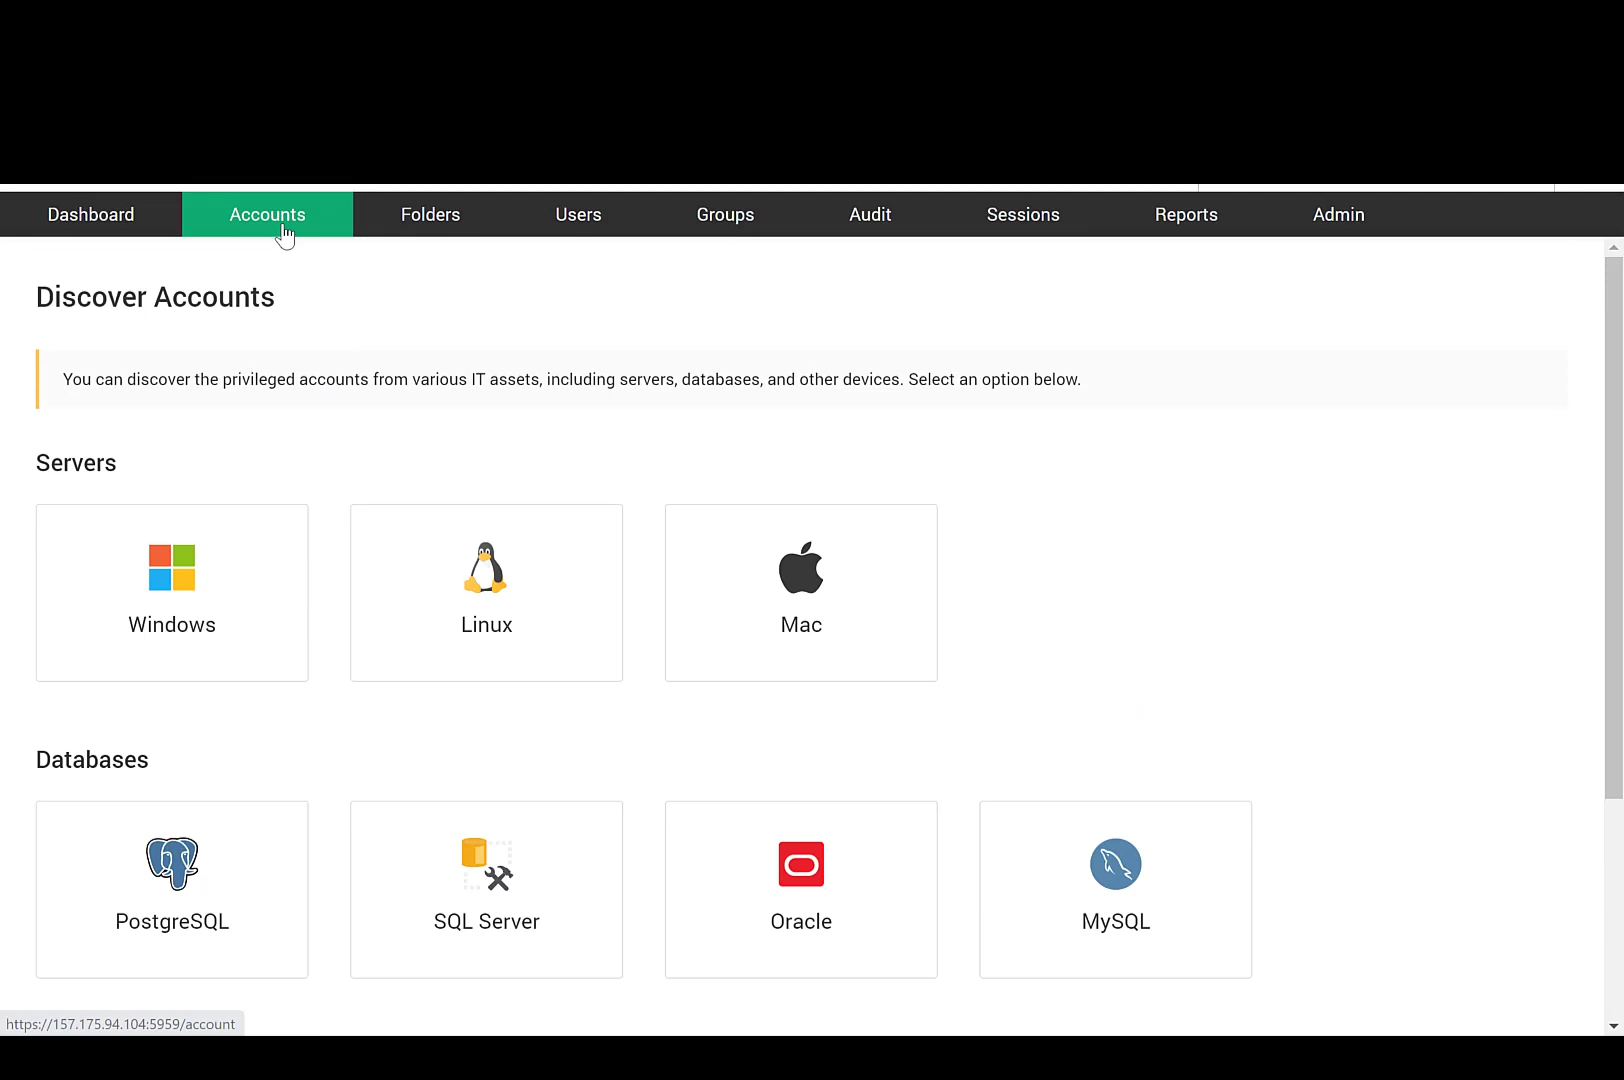 Dashboard Accounts Folders Users Groups Audit Sessions Reports Admin
Discover Accounts
You can discover the privileged accounts from various IT assets, including servers, databases, and other devices. Select an option below.
Servers
Windows Linux Mac
Databases
PostgreSQL SQL Server Oracle MySQL
https://157.175.94.104:5959/account